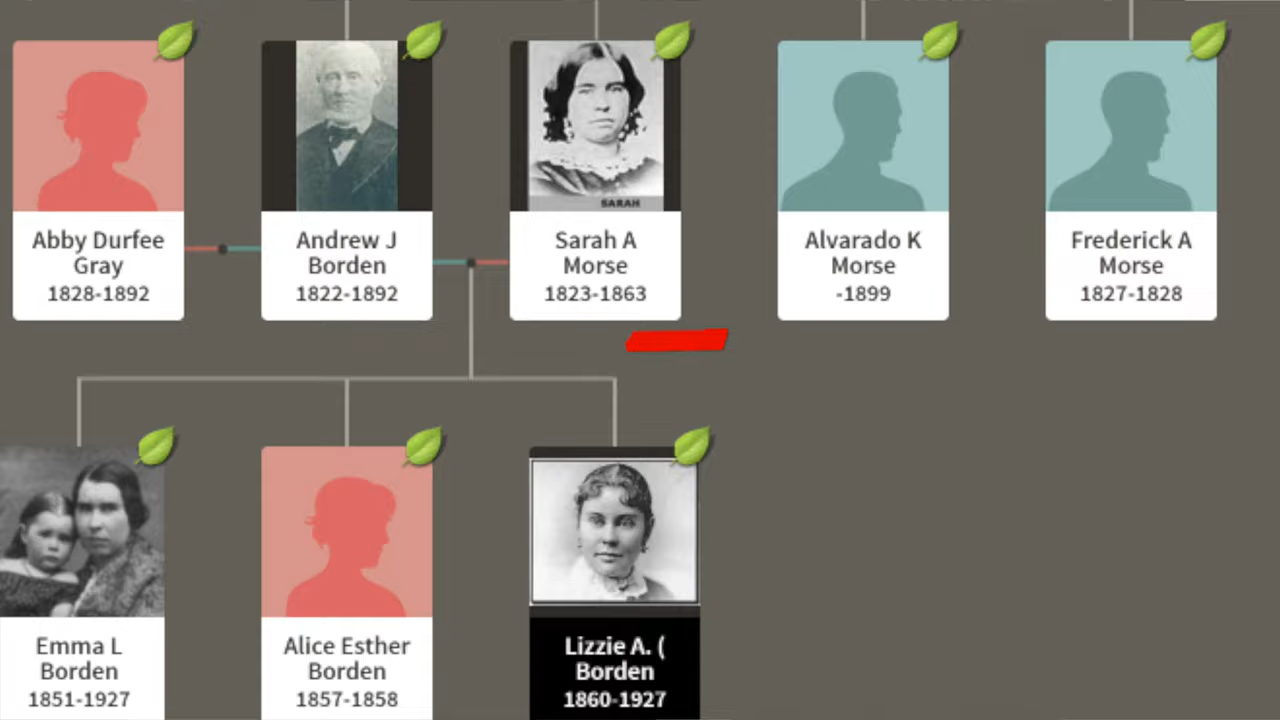 SARAH
Abby Durfee
Gray
1828-1892
Andrew J
Borden
1822-1892
Sarah A
Morse
1823-1863
Alvarado K
Morse
-1899
Frederick A
Morse
1827-1828
Emma L
Borden
1851-1927
Alice Esther
Borden
1857-1858
Lizzie A. (
Borden
1860-1927